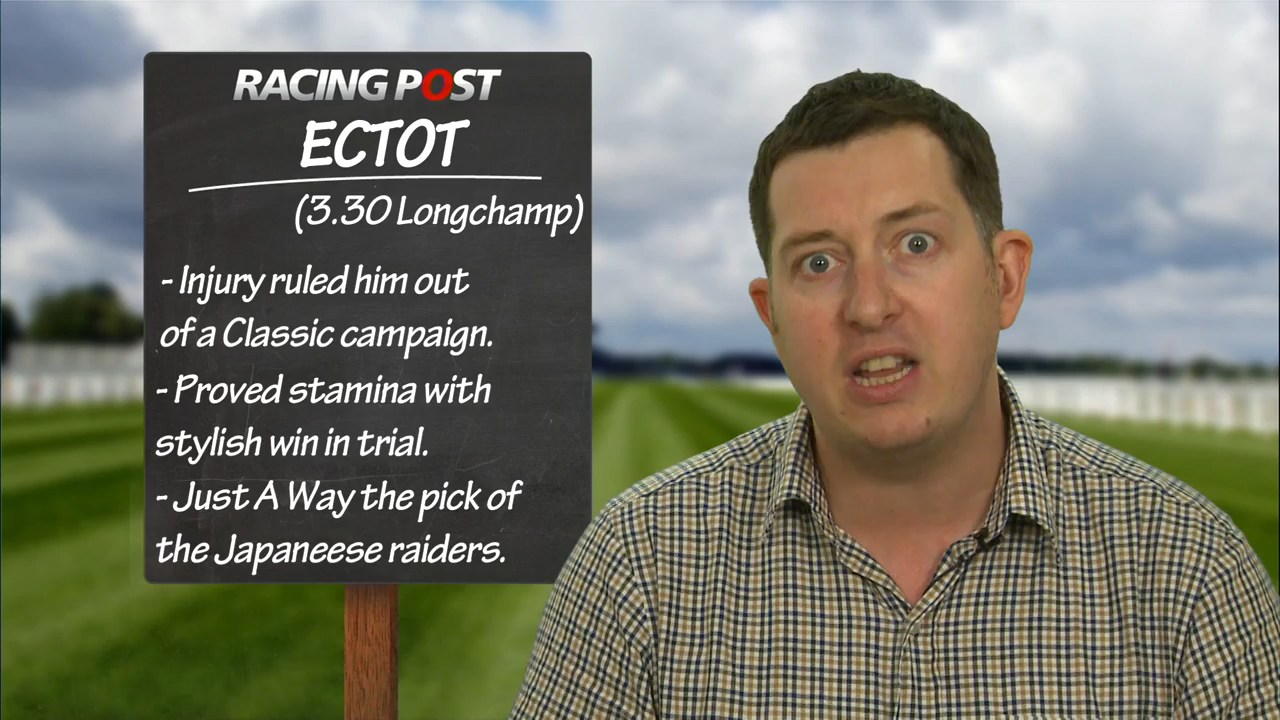 RACING POST
ECTOT
(3.30 Longchamp)
- Injury ruled him out
of a Classic campaign.
- Proved stamina with
stylish win in trial.
- Just A Way the pick of
the Japaneese raiders.